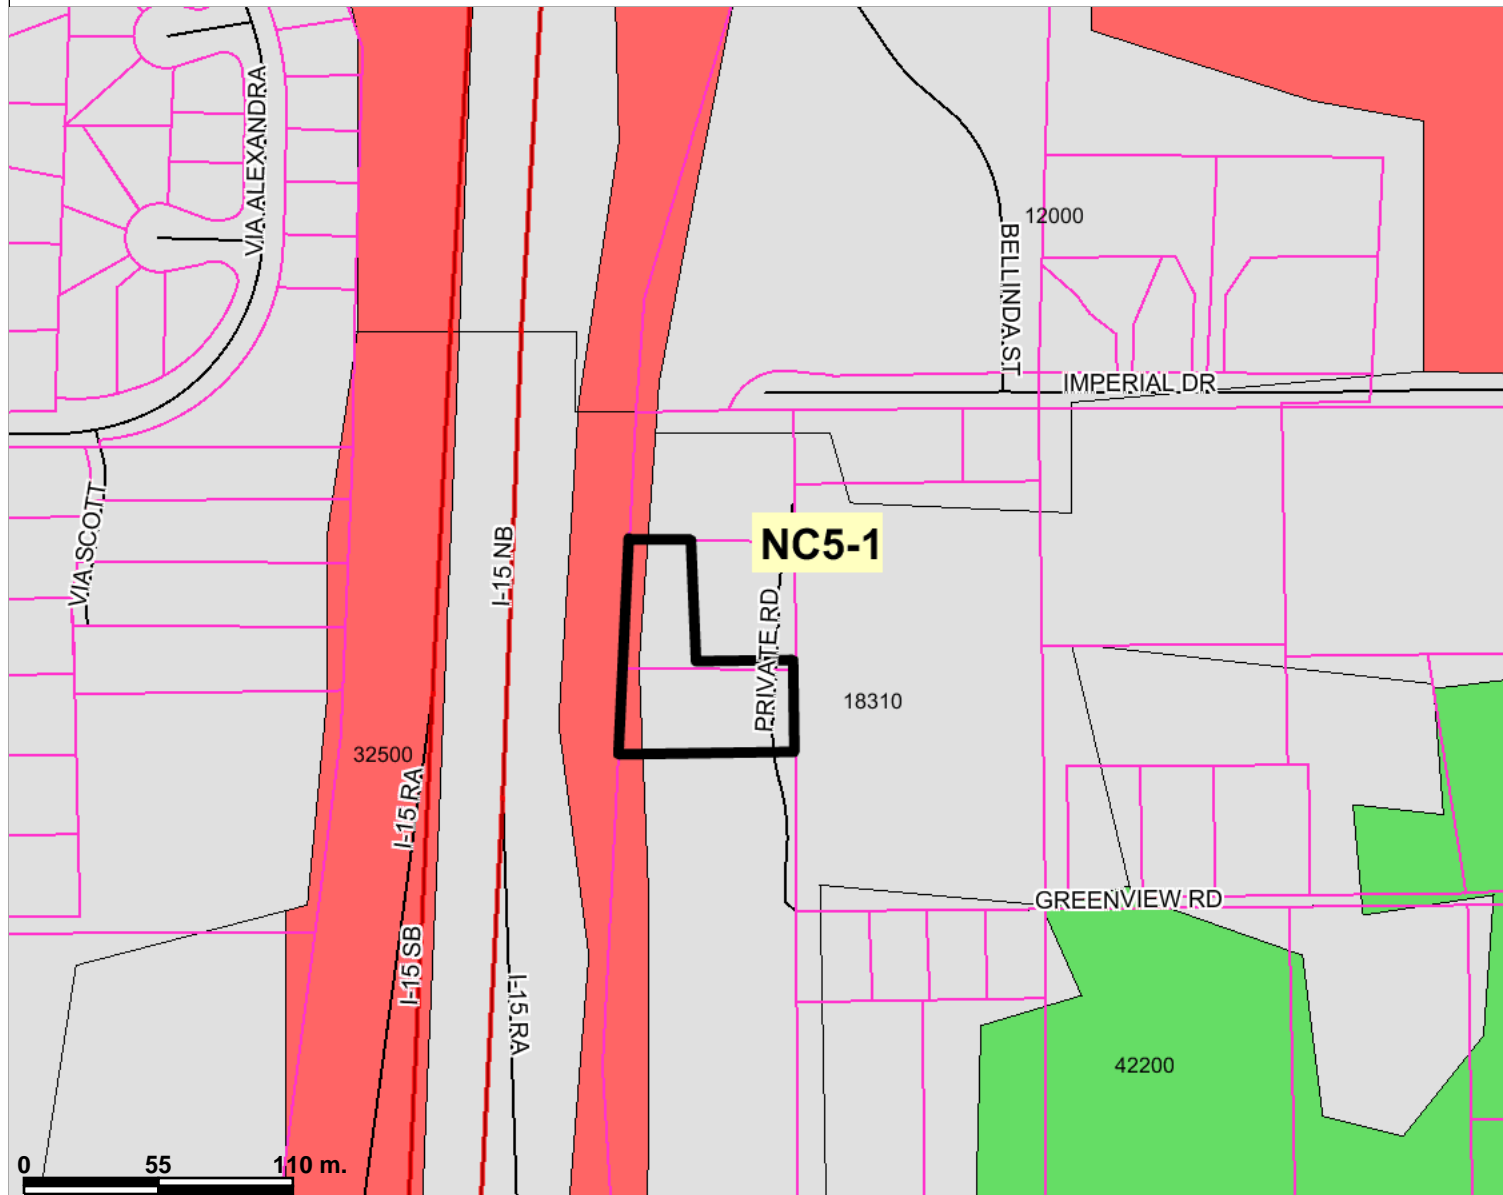 VIA ALEXANDRA
12000
BELLINDA ST
IMPERIAL DR
VIA SCOTT
I-15 NB
NC5-1
PRIVATE RD
18310
32500
I-15 RA
GREENVIEW RD
I-15 SB
I-15 RA
42200
0 55 110 m.